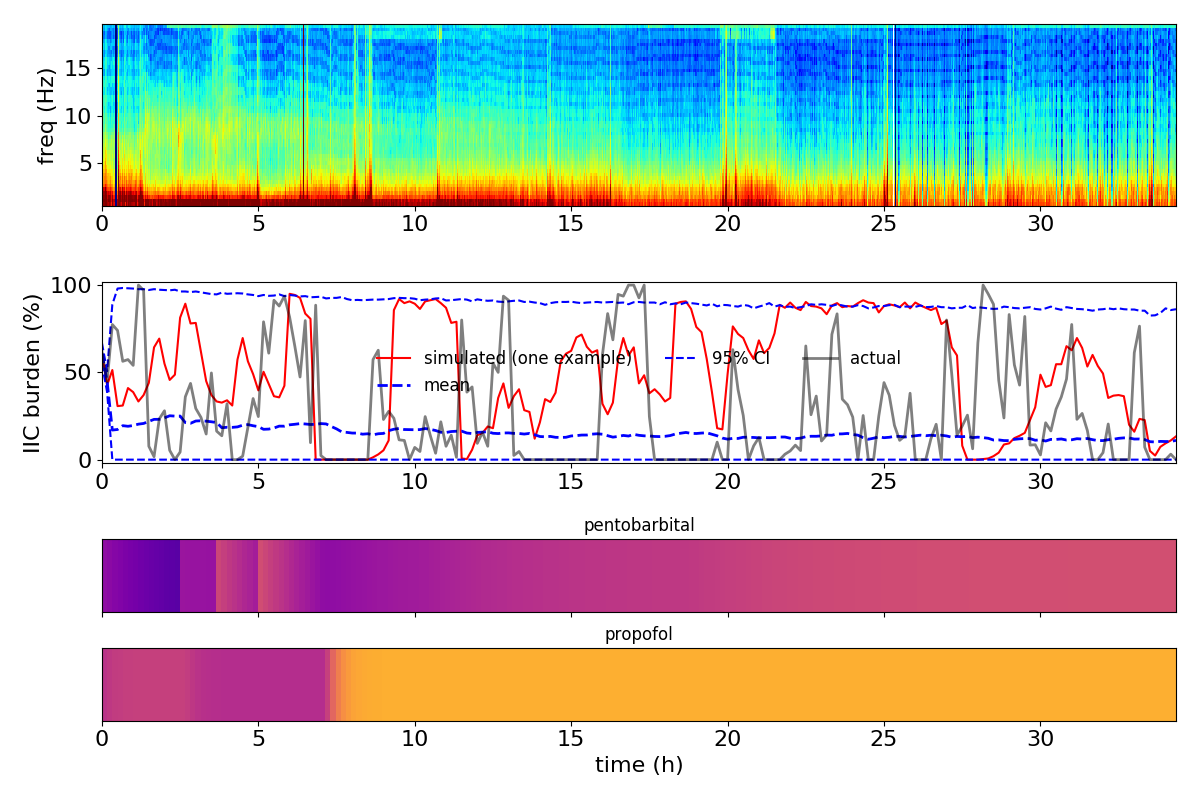 15
10
5
freq (Hz)
0 5 10 15 20 25 30
100
50
0
IIC burden (%)
simulated (one example) 95% CI actual
mean
0 5 10 15 20 25 30
pentobarbital
propofol
0 5 10 15 20 25 30
time (h)